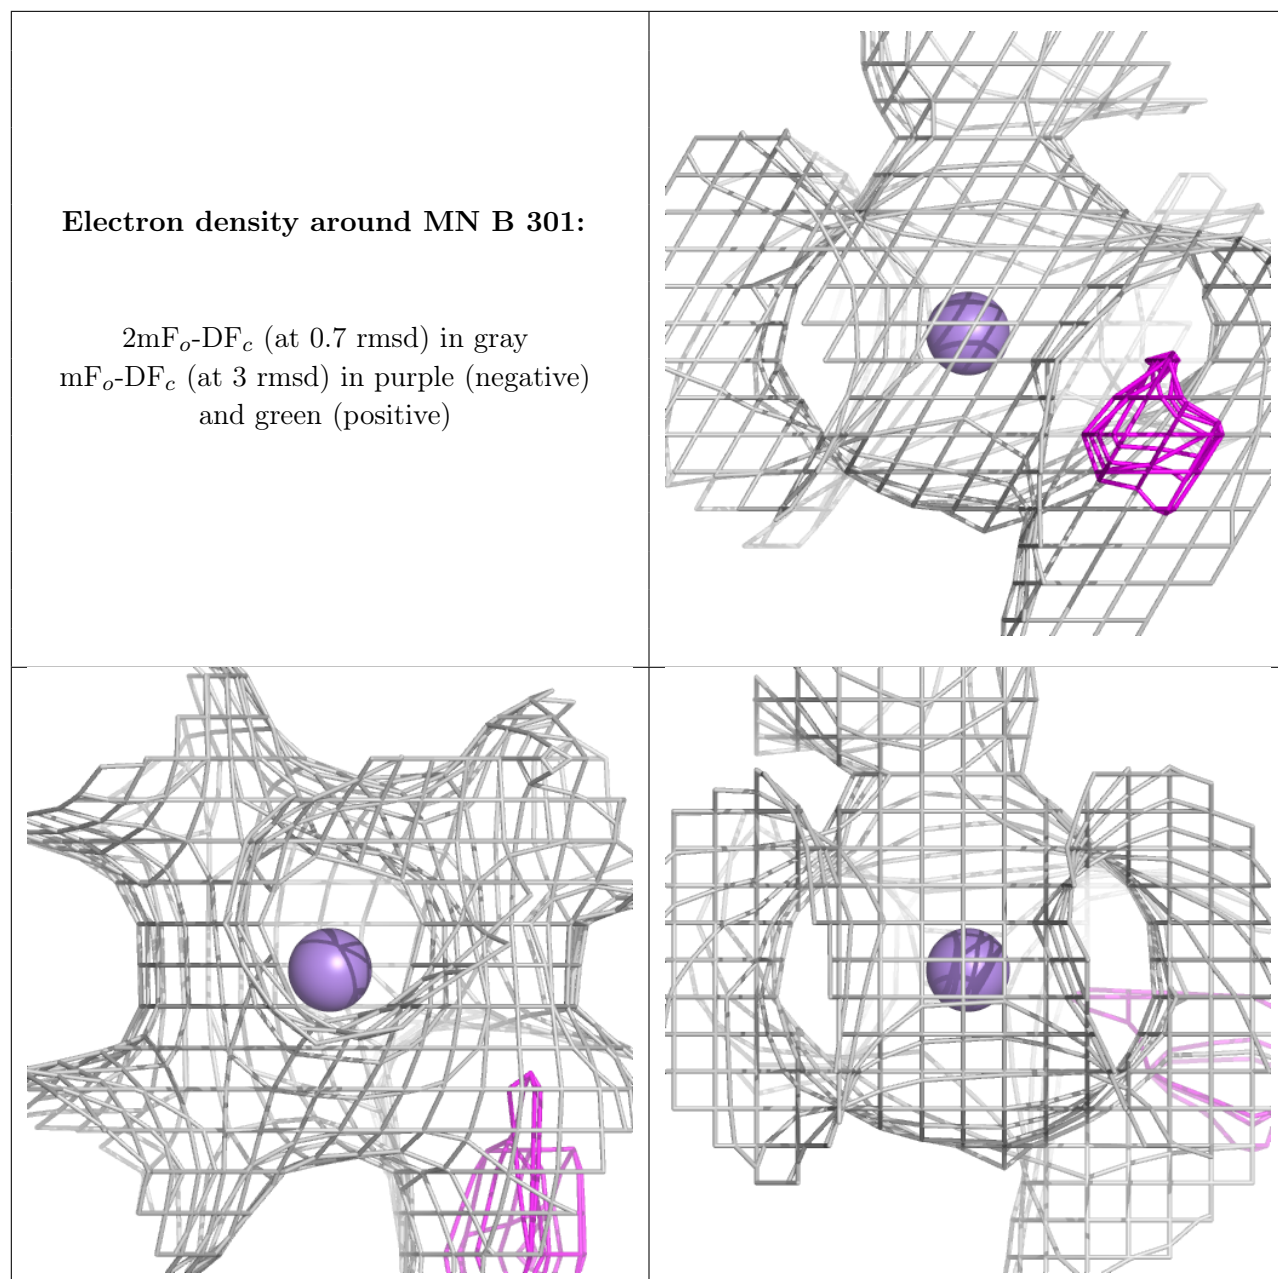 Electron density around MN B 301:
2mFo-DFc (at 0.7 rmsd) in gray
mFo-DFc (at 3 rmsd) in purple (negative)
and green (positive)